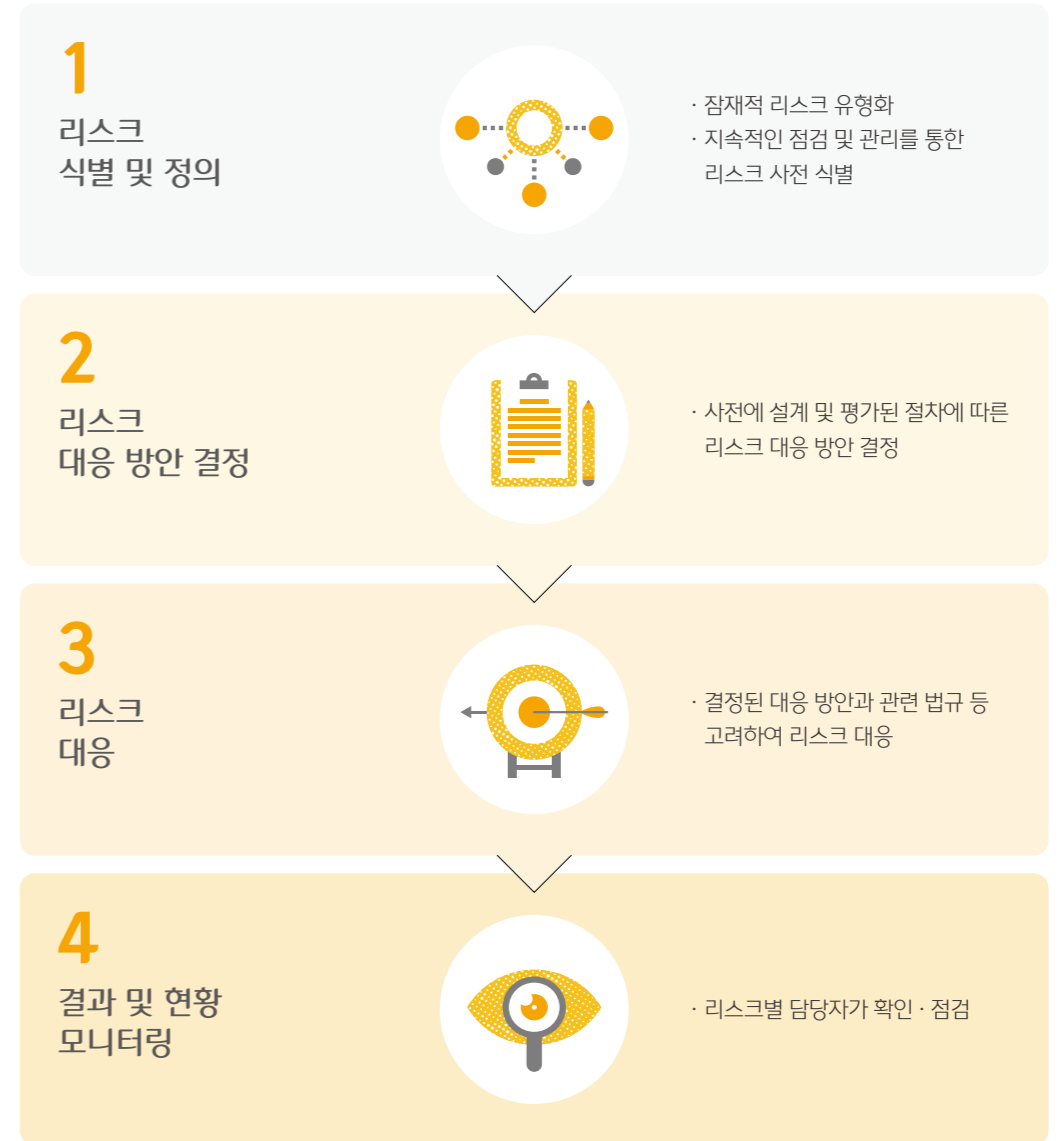 1
리스크
식별 및 정의
· 잠재적 리스크 유형화
· 지속적인 점검 및 관리를 통한
리스크 사전 식별
2
리스크
대응 방안 결정
· 사전에 설계 및 평가된 절차에 따른
리스크 대응 방안 결정
3
리스크
대응
· 결정된 대응 방안과 관련 법규 등
고려하여 리스크 대응
4
결과 및 현황
모니터링
· 리스크별 담당자가 확인 · 점검